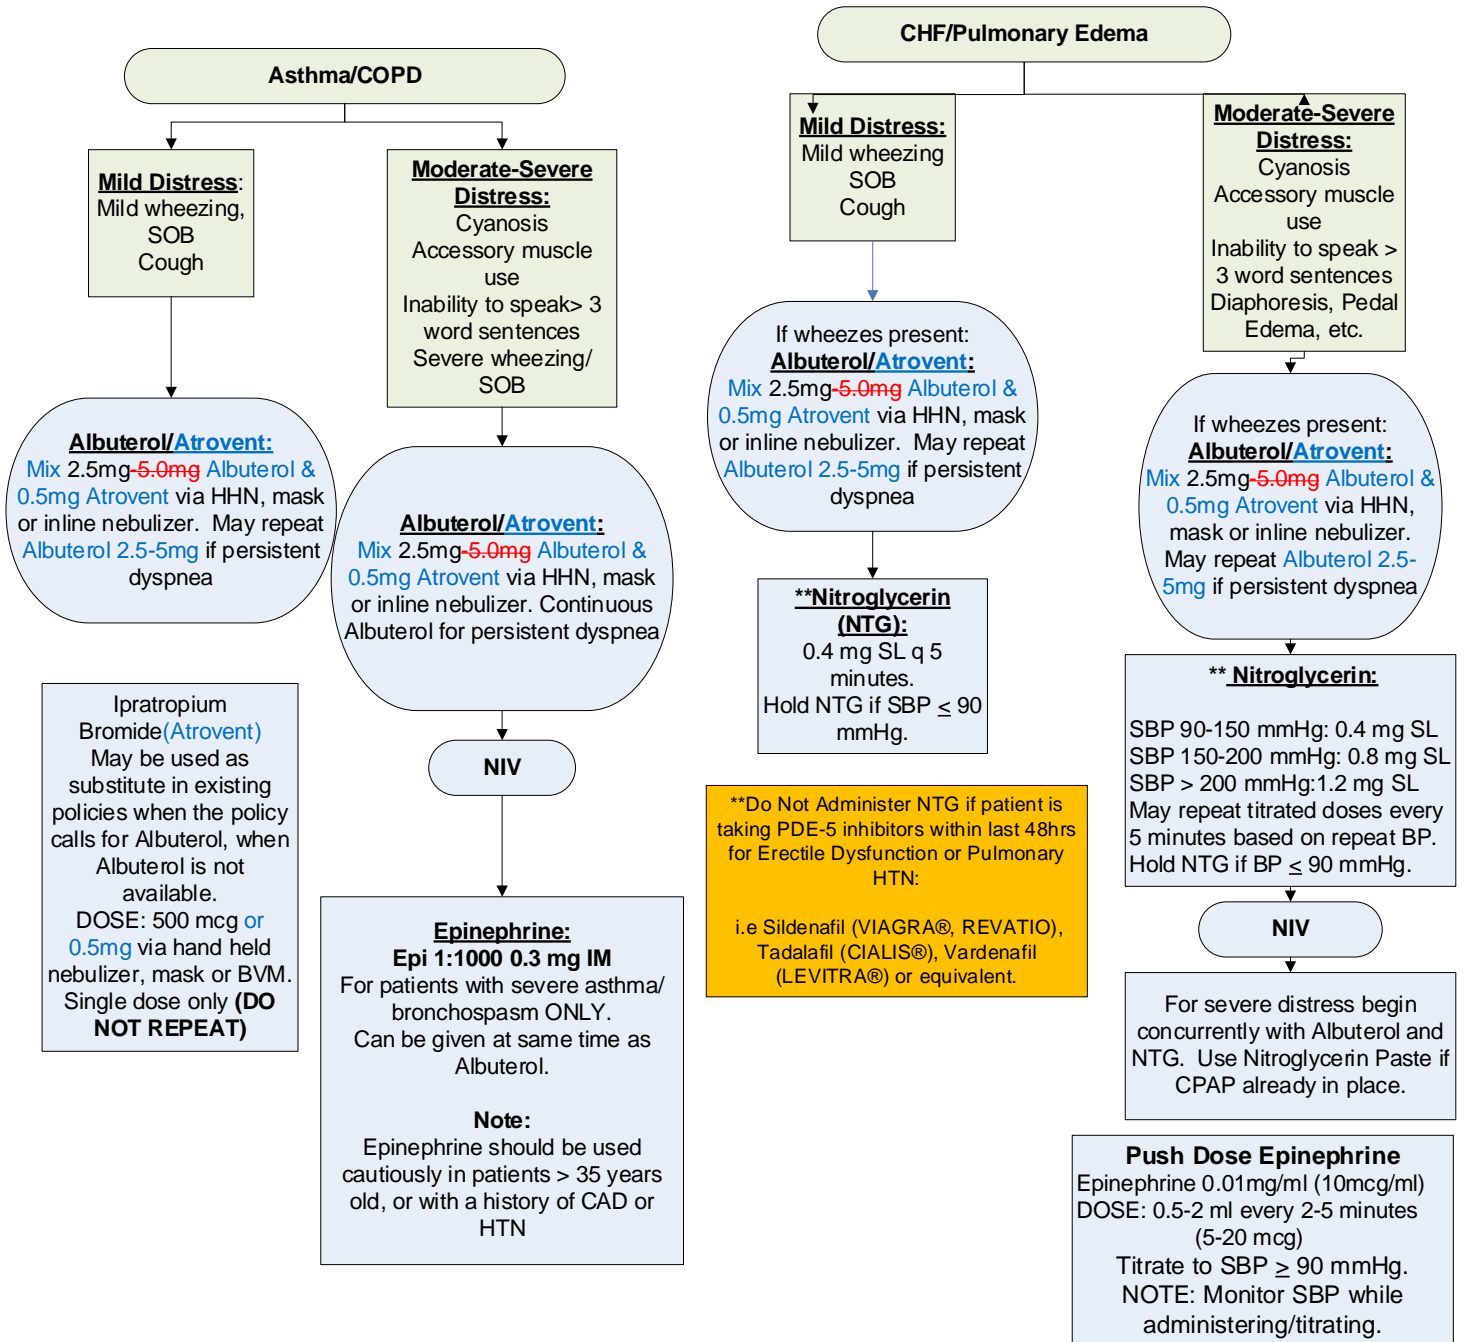 Asthma/COPD
Mild Distress:
Mild wheezing,
SOB
Cough
Moderate-Severe
Distress:
Cyanosis
Accessory muscle
use
Inability to speak> 3
word sentences
Severe wheezing/
SOB
Albuterol/Atrovent:
Mix 2.5mg-5.0mg Albuterol &
0.5mg Atrovent via HHN, mask
or inline nebulizer.  May repeat
Albuterol 2.5-5mg if persistent
dyspnea
Albuterol/Atrovent:
Mix 2.5mg-5.0mg Albuterol &
0.5mg Atrovent via HHN, mask
or inline nebulizer. Continuous
Albuterol for persistent dyspnea
Ipratropium
Bromide(Atrovent)
May be used as
substitute in existing
policies when the policy
calls for Albuterol, when
Albuterol is not
available.
DOSE: 500 mcg or
0.5mg via hand held
nebulizer, mask or BVM.
Single dose only (DO
NOT REPEAT)
NIV
Epinephrine:
Epi 1:1000 0.3 mg IM
For patients with severe asthma/
bronchospasm ONLY.
Can be given at same time as
Albuterol.
Note:
Epinephrine should be used
cautiously in patients > 35 years
old, or with a history of CAD or
HTN
CHF/Pulmonary Edema
Mild Distress:
Mild wheezing
SOB
Cough
If wheezes present:
Albuterol/Atrovent:
Mix 2.5mg-5.0mg Albuterol &
0.5mg Atrovent via HHN, mask
or inline nebulizer.  May repeat
Albuterol 2.5-5mg if persistent
dyspnea
**Nitroglycerin
(NTG):
0.4 mg SL q 5
minutes.
Hold NTG if SBP ≤ 90
mmHg.
**Do Not Administer NTG if patient is
taking PDE-5 inhibitors within last 48hrs
for Erectile Dysfunction or Pulmonary
HTN:
i.e Sildenafil (VIAGRA®, REVATIO),
Tadalafil (CIALIS®), Vardenafil
(LEVITRA®) or equivalent.
Moderate-Severe
Distress:
Cyanosis
Accessory muscle
use
Inability to speak >
3 word sentences
Diaphoresis, Pedal
Edema, etc.
If wheezes present:
Albuterol/Atrovent:
Mix 2.5mg-5.0mg Albuterol &
0.5mg Atrovent via HHN,
mask or inline nebulizer.
May repeat Albuterol 2.5-
5mg if persistent dyspnea
** Nitroglycerin:
SBP 90-150 mmHg: 0.4 mg SL
SBP 150-200 mmHg: 0.8 mg SL
SBP > 200 mmHg:1.2 mg SL
May repeat titrated doses every
5 minutes based on repeat BP.
Hold NTG if BP ≤ 90 mmHg.
NIV
For severe distress begin
concurrently with Albuterol and
NTG.  Use Nitroglycerin Paste if
CPAP already in place.
Push Dose Epinephrine
Epinephrine 0.01mg/ml (10mcg/ml)
DOSE: 0.5-2 ml every 2-5 minutes
(5-20 mcg)
Titrate to SBP ≥ 90 mmHg.
NOTE: Monitor SBP while
administering/titrating.